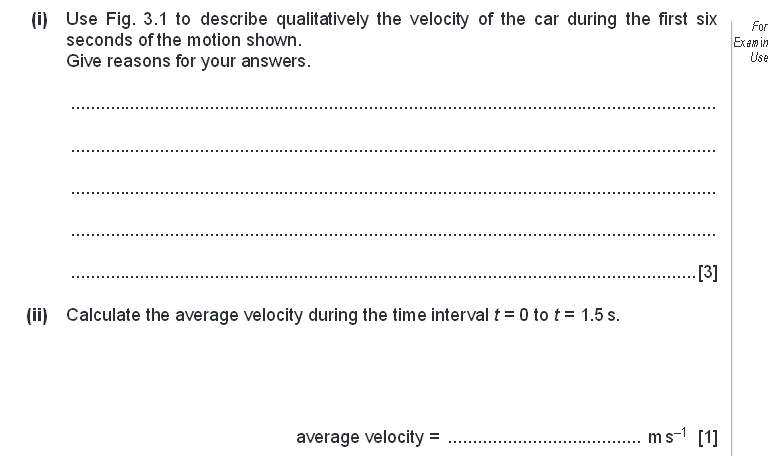 (i) Use Fig. 3.1 to describe qualitatively the velocity of the car during the first six
seconds of the motion shown.
Give reasons for your answers.
For
Examin
Use
..........................................................................................................................
..........................................................................................................................
..........................................................................................................................
..........................................................................................................................
......................................................................................................................[3]
(ii) Calculate the average velocity during the time interval t = 0 to t = 1.5 s.
average velocity = ....................................... m s⁻¹ [1]